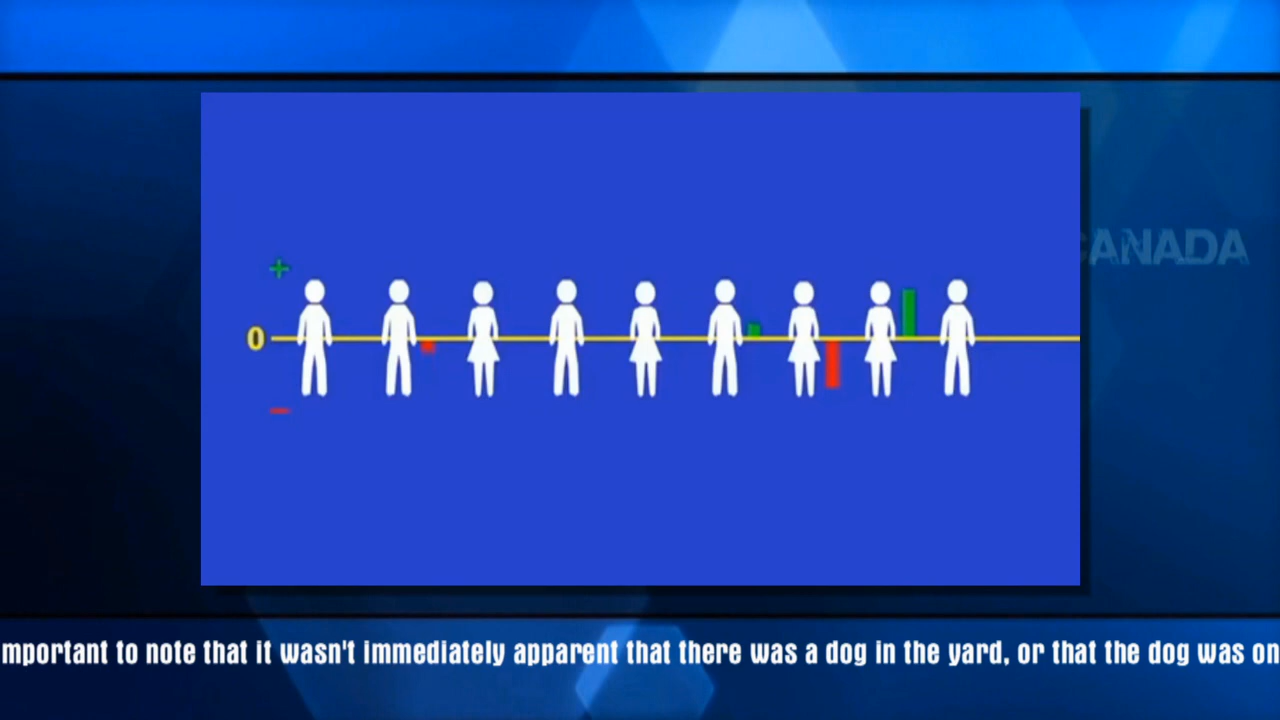 CANADA
+
0
−
mportant to note that it wasn't immediately apparent that there was a dog in the yard, or that the dog was on